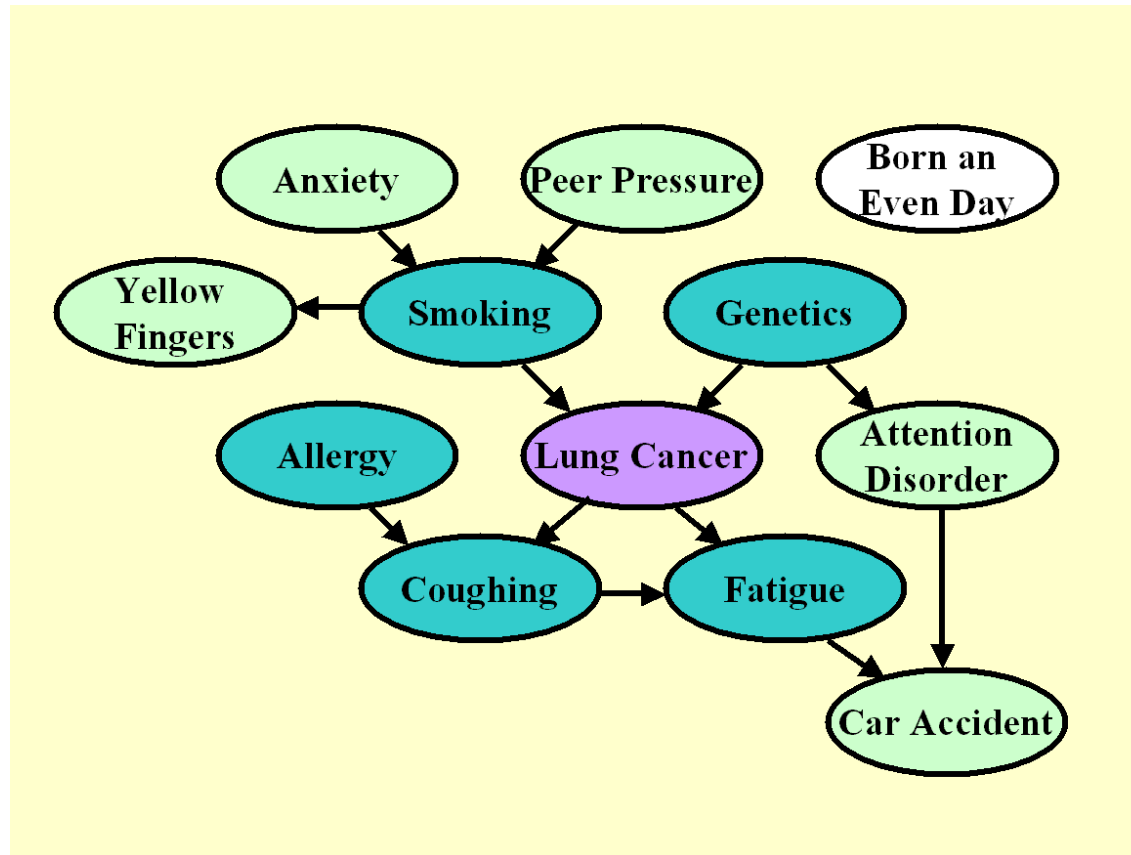 Anxiety
Peer Pressure
Born an
Even Day
Yellow
Fingers
Smoking
Genetics
Allergy
Lung Cancer
Attention
Disorder
Coughing
Fatigue
Car Accident